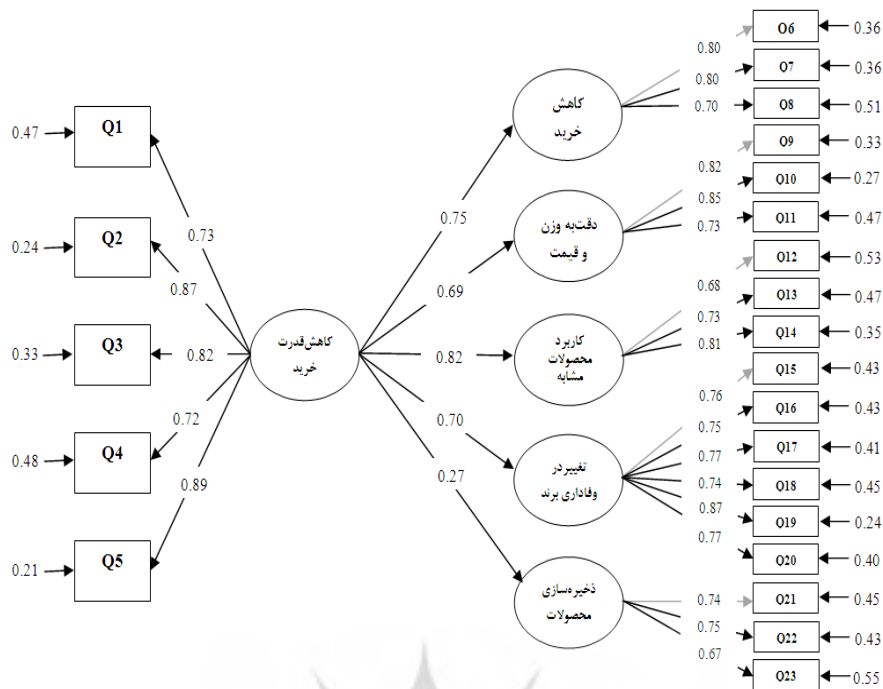 0.47
Q1
0.73
0.24
Q2
0.87
0.33
Q3
0.82
0.48
Q4
0.72
0.21
Q5
0.89
کاهش‌قدرت
خرید
0.75
0.69
0.82
0.70
0.27
کاهش
خرید
دقت‌به وزن
و قیمت
کاربرد
محصولات
مشابه
تغییر در
وفاداری برند
ذخیره‌سازی
محصولات
0.80
O6
0.36
0.80
Q7
0.36
0.70
Q8
0.51
0.82
Q9
0.33
0.85
Q10
0.27
0.73
Q11
0.47
0.68
Q12
0.53
0.73
Q13
0.47
0.81
Q14
0.35
0.76
Q15
0.43
0.75
Q16
0.43
0.77
Q17
0.41
0.74
Q18
0.45
0.87
Q19
0.24
0.77
Q20
0.40
0.74
Q21
0.45
0.75
Q22
0.43
0.67
Q23
0.55